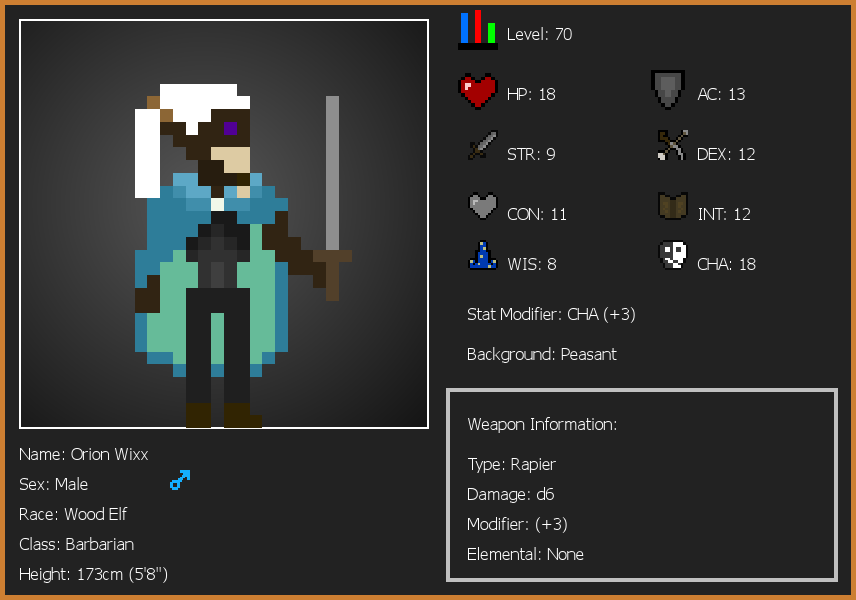 Level: 70
HP: 18
AC: 13
STR: 9
DEX: 12
CON: 11
INT: 12
WIS: 8
CHA: 18
Stat Modifier: CHA (+3)
Background: Peasant
Weapon Information:
Type: Rapier
Damage: d6
Modifier: (+3)
Elemental: None
Name: Orion Wixx
Sex: Male
Race: Wood Elf
Class: Barbarian
Height: 173cm (5'8")